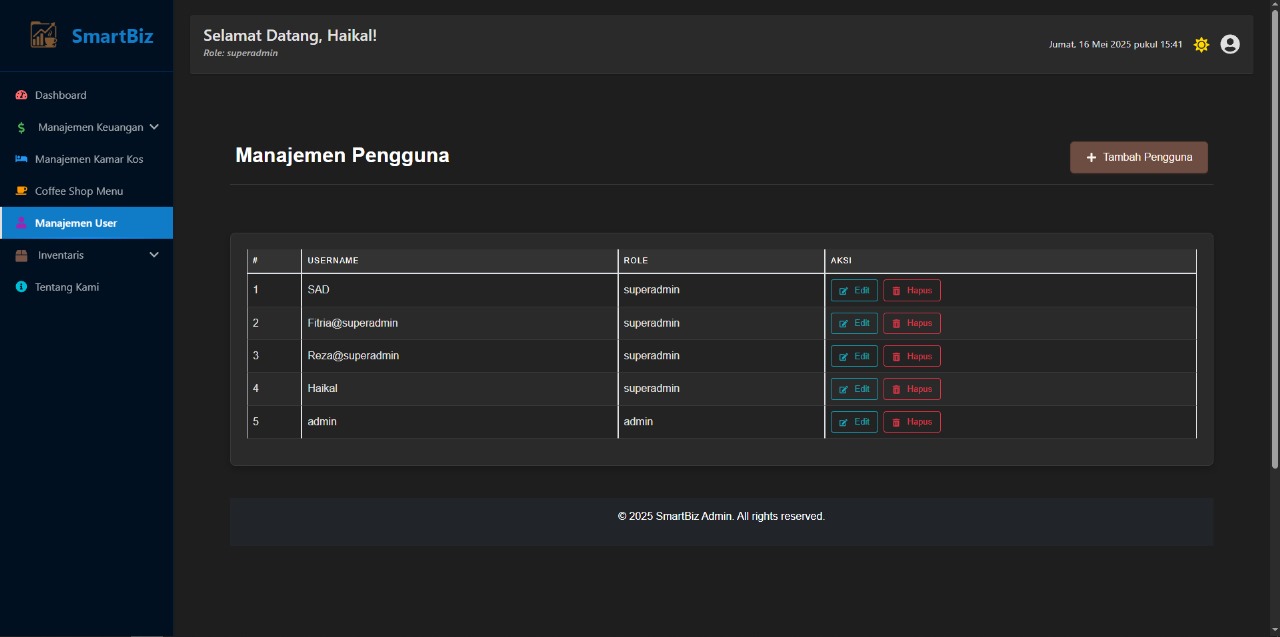 SmartBiz
Selamat Datang, Haikal!
Role: superadmin
Jumat, 16 Mei 2025 pukul 15:41
Dashboard
Manajemen Keuangan
Manajemen Kamar Kos
Coffee Shop Menu
Manajemen User
Inventaris
Tentang Kami
Manajemen Pengguna
Tambah Pengguna
# USERNAME ROLE AKSI
1 SAD superadmin Edit Hapus
2 Fitria@superadmin superadmin Edit Hapus
3 Reza@superadmin superadmin Edit Hapus
4 Haikal superadmin Edit Hapus
5 admin admin Edit Hapus
© 2025 SmartBiz Admin. All rights reserved.